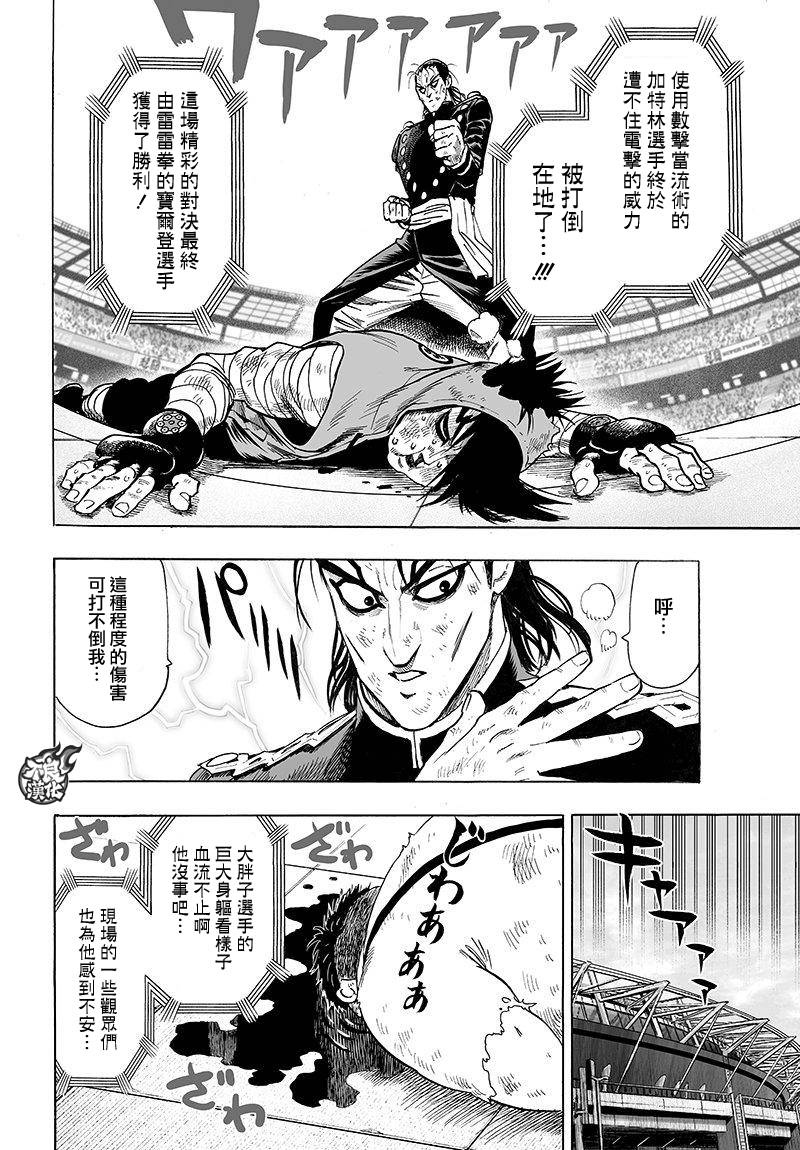 ワァアアアアァアア
使用數擊當流術的
加特林選手終於
遭不住電擊的威力
被打倒
在地了…!!!
這場精彩的對決最終
由雷雷拳的寶爾登選手
獲得了勝利！
呼…
パリッ
這種程度的傷害
可打不倒我…
不良漢化
キャアアァ
じわぁぁぁぁ
大胖子選手的
巨大身軀看樣子
血流不止啊
他沒事吧…
ざわ
ざわ
ざわ
現場的一些觀眾們
也為他感到不安…